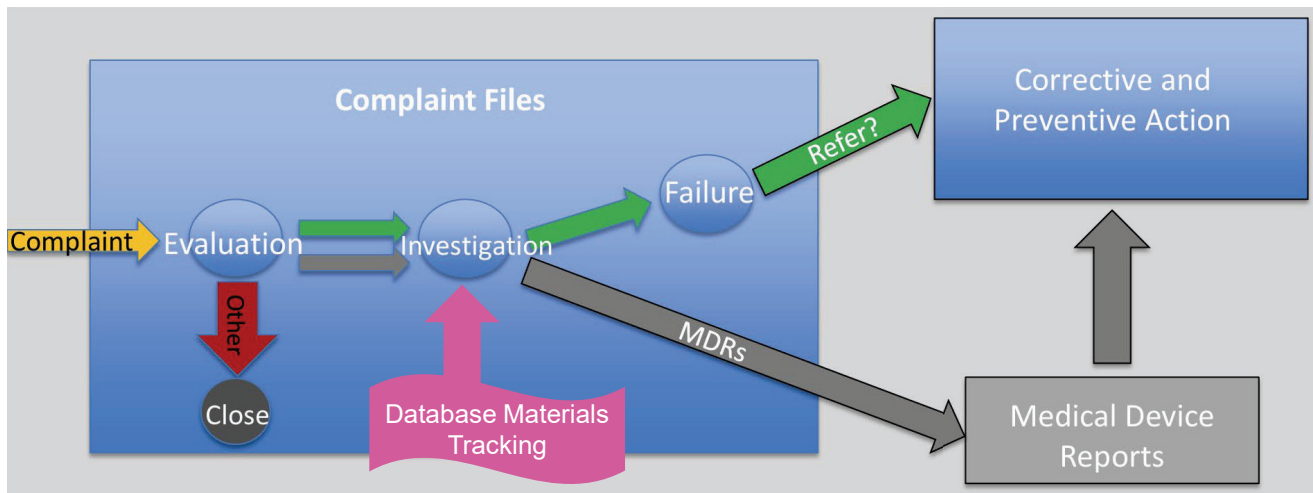 Complaint Files
Corrective and
Preventive Action
Refer?
Failure
Complaint
Evaluation
Investigation
Other
MDRs
Close
Database Materials
Tracking
Medical Device
Reports